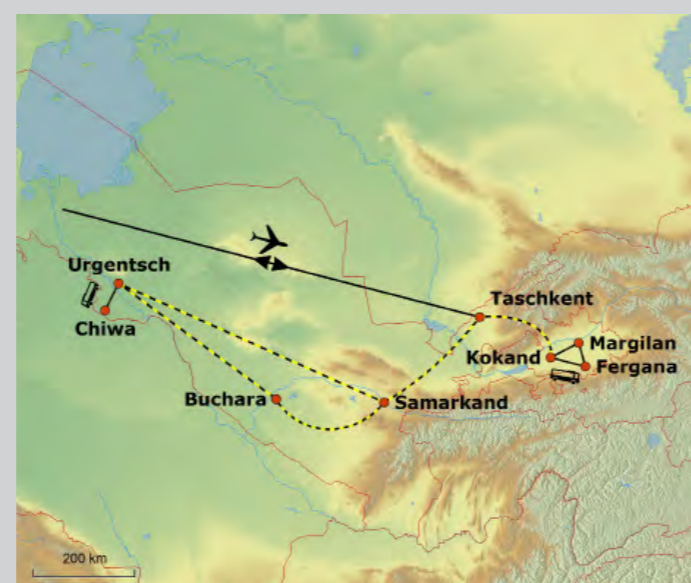 Urgentsch
Chiwa
Taschkent
Kokand
Margilan
Fergana
Buchara
Samarkand
200 km